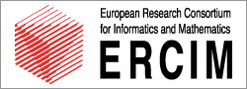 European Research Consortium
for Informatics and Mathematics
ERCIM